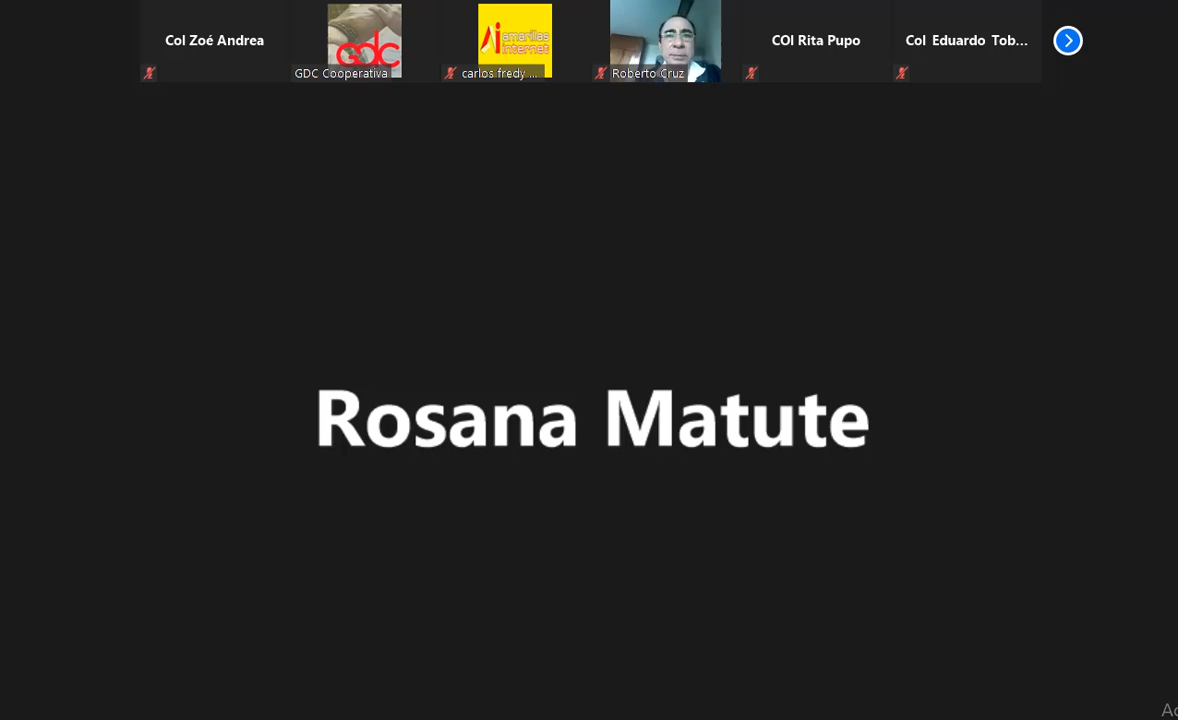 Col Zoé Andrea
gdc
GDC Cooperativa
Ai amarillas
internet
carlos fredy ...
Roberto Cruz
COl Rita Pupo
Col Eduardo Tob...
Rosana Matute